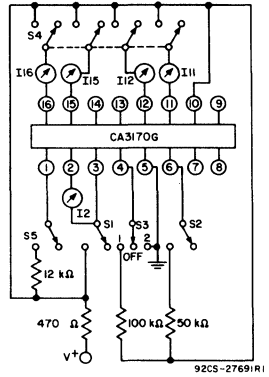 S4
I16 I15 I12 I11
16 15 14 13 12 11 10 9
CA3170G
1 2 3 4 5 6 7 8
I2
S5 S1 S3 S2
1 OFF 2
12 kΩ
470 Ω 100 kΩ 50 kΩ
V+
92CS-27691R1